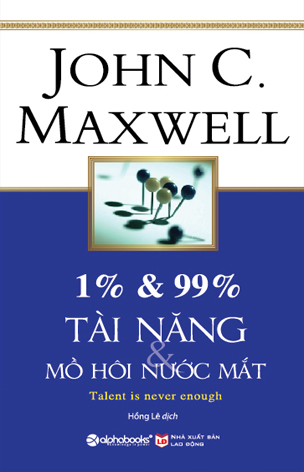 JOHN C.
MAXWELL
1% & 99%
TÀI NĂNG
&
MỒ HÔI NƯỚC MẮT
Talent is never enough
Hồng Lê dịch
alphabooks
NHÀ XUẤT BẢN
LAO ĐỘNG